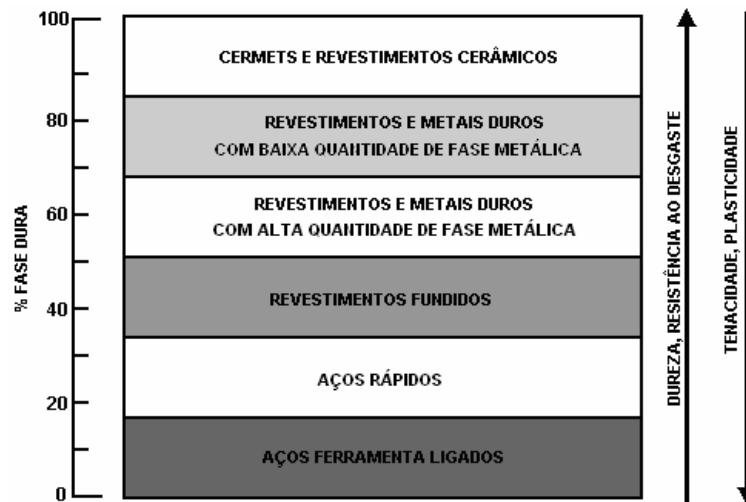 100
80
60
40
20
0
% FASE DURA
CERMETS E REVESTIMENTOS CERÂMICOS
REVESTIMENTOS E METAIS DUROS
COM BAIXA QUANTIDADE DE FASE METÁLICA
REVESTIMENTOS E METAIS DUROS
COM ALTA QUANTIDADE DE FASE METÁLICA
REVESTIMENTOS FUNDIDOS
AÇOS RÁPIDOS
AÇOS FERRAMENTA LIGADOS
DUREZA, RESISTÊNCIA AO DESGASTE
TENACIDADE, PLASTICIDADE